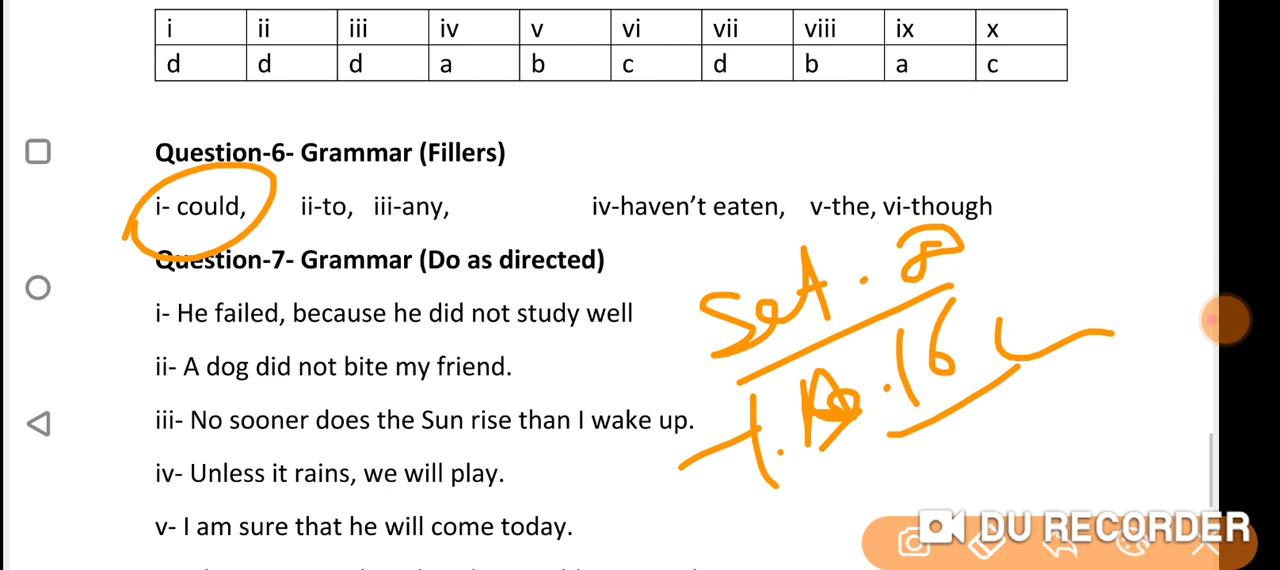 i ii iii iv v vi vii viii ix x
d d d a b c d b a c
Question-6- Grammar (Fillers)
i- could, ii-to, iii-any, iv-haven't eaten, v-the, vi-though
Question-7- Grammar (Do as directed)
i- He failed, because he did not study well
SeA. 8
ii- A dog did not bite my friend.
16
iii- No sooner does the Sun rise than I wake up.
iv- Unless it rains, we will play.
v- I am sure that he will come today.
DU RECORDER